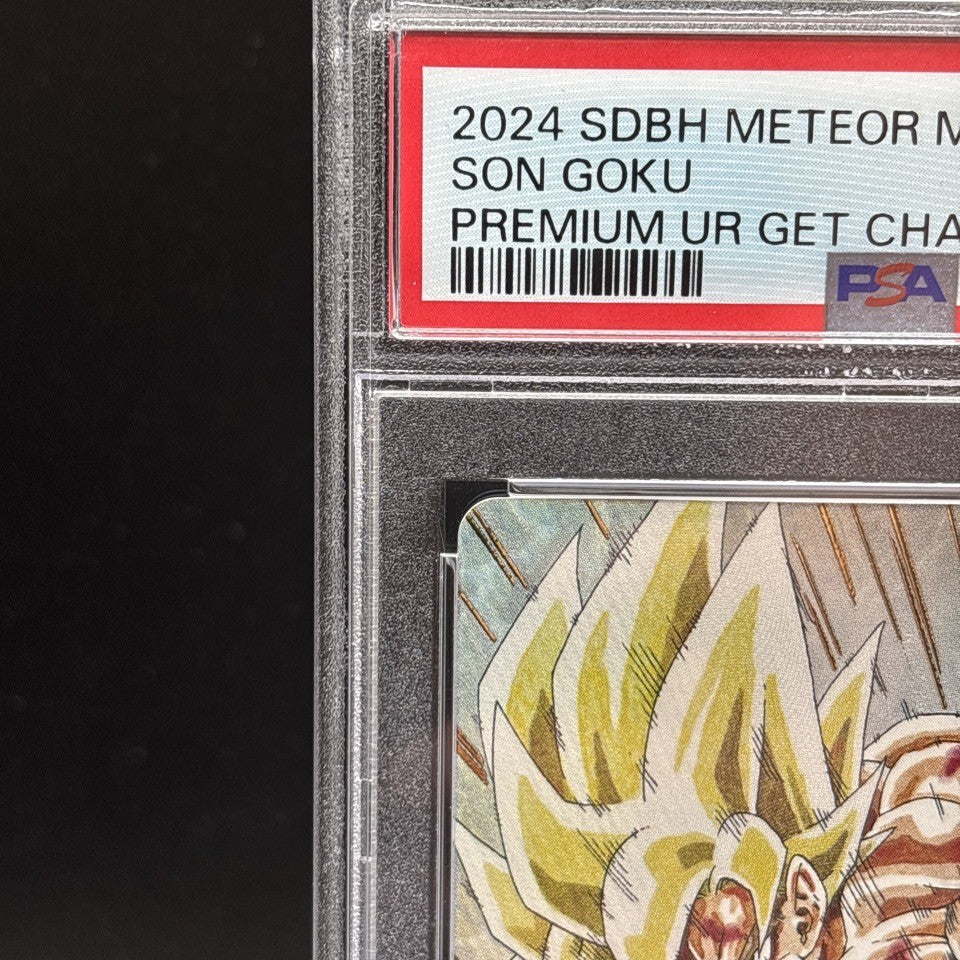 2024 SDBH METEOR M
SON GOKU
PREMIUM UR GET CHA
PSA